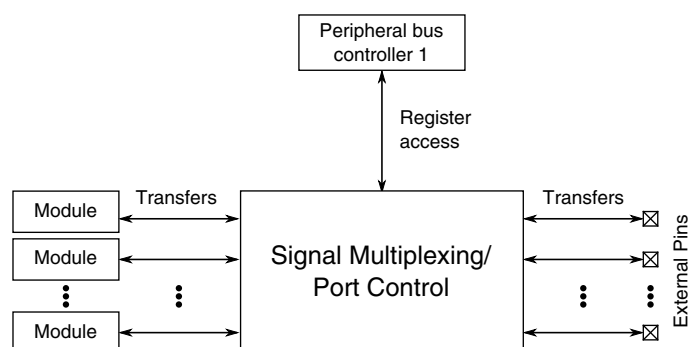 Peripheral bus
controller 1
Register
access
Transfers
Transfers
Module
Module
Module
Signal Multiplexing/
Port Control
External Pins